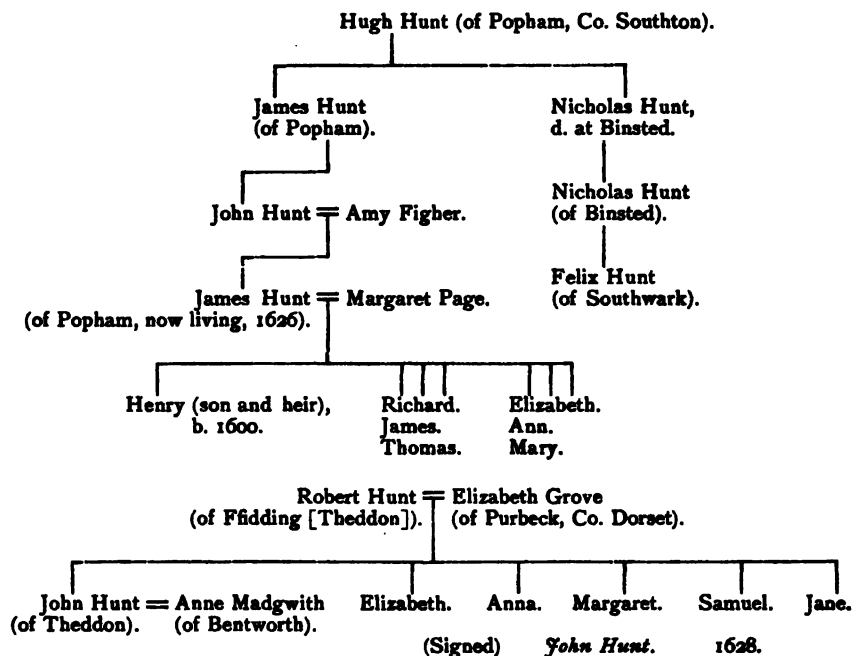 Hugh Hunt (of Popham, Co. Southton).
James Hunt
(of Popham).
Nicholas Hunt,
d. at Binsted.
John Hunt = Amy Figher.
Nicholas Hunt
(of Binsted).
James Hunt = Margaret Page.
(of Popham, now living, 1626).
Felix Hunt
(of Southwark).
Henry (son and heir),
b. 1600.
Richard.
James.
Thomas.
Elizabeth.
Ann.
Mary.
Robert Hunt = Elizabeth Grove
(of Ffidding [Theddon]). (of Purbeck, Co. Dorset).
John Hunt = Anne Madgwith
(of Theddon). (of Bentworth).
Elizabeth. Anna. Margaret. Samuel. Jane.
(Signed) John Hunt. 1628.